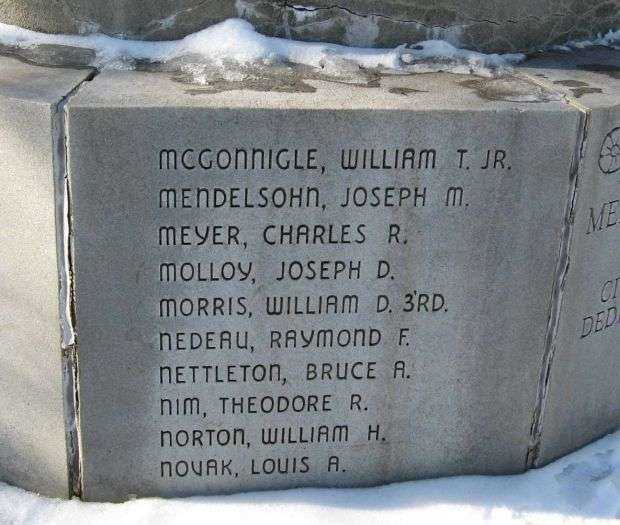 McGONNIGLE, WILLIAM T. JR.
MENDELSOHN, JOSEPH M.
MEYER, CHARLES R.
MOLLOY, JOSEPH D.
MORRIS, WILLIAM D. 3'RD.
NEDEAU, RAYMOND F.
NETTLETON, BRUCE A.
NIM, THEODORE R.
NORTON, WILLIAM H.
NOVAK, LOUIS A.